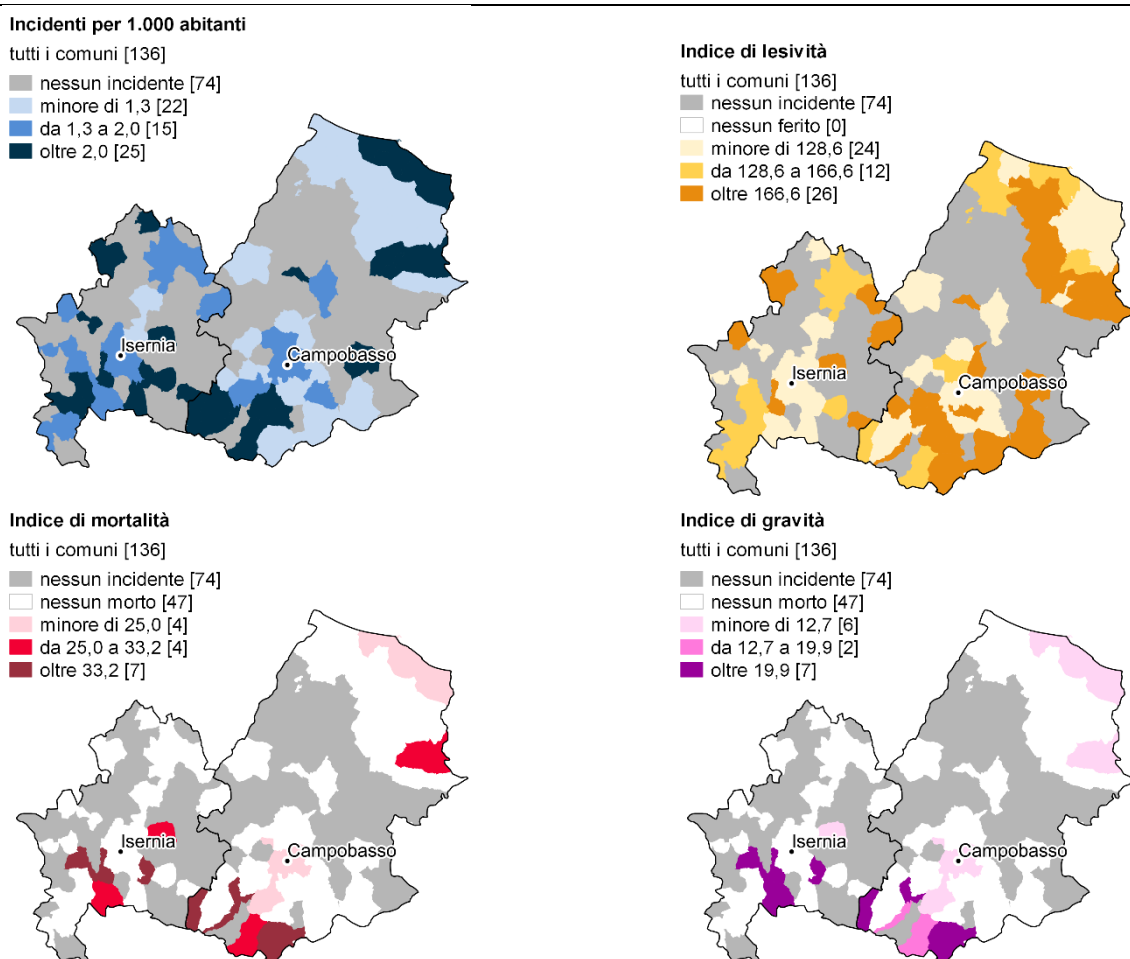 Incidenti per 1.000 abitanti
tutti i comuni [136]
nessun incidente [74]
minore di 1,3 [22]
da 1,3 a 2,0 [15]
oltre 2,0 [25]
Isernia
Campobasso
Indice di lesività
tutti i comuni [136]
nessun incidente [74]
nessun ferito [0]
minore di 128,6 [24]
da 128,6 a 166,6 [12]
oltre 166,6 [26]
Isernia
Campobasso
Indice di mortalità
tutti i comuni [136]
nessun incidente [74]
nessun morto [47]
minore di 25,0 [4]
da 25,0 a 33,2 [4]
oltre 33,2 [7]
Isernia
Campobasso
Indice di gravità
tutti i comuni [136]
nessun incidente [74]
nessun morto [47]
minore di 12,7 [6]
da 12,7 a 19,9 [2]
oltre 19,9 [7]
Isernia
Campobasso